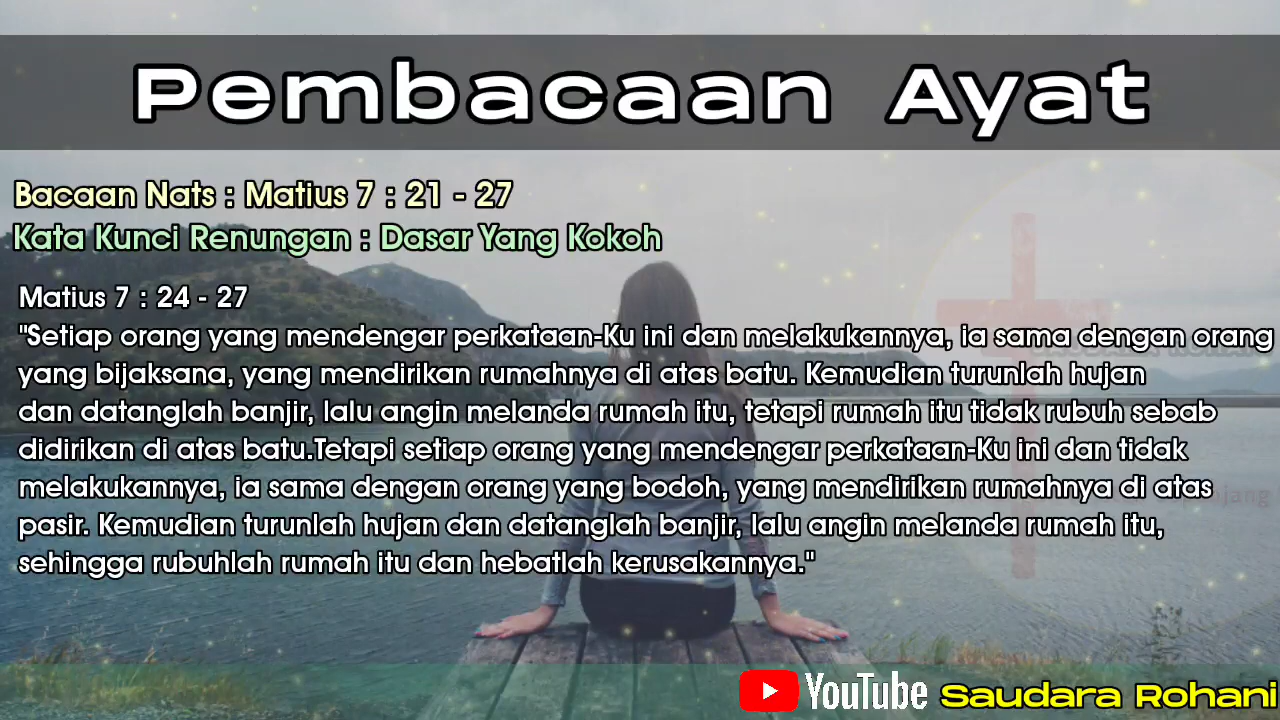 Pembacaan Ayat
Bacaan Nats : Matius 7 : 21 - 27
Kata Kunci Renungan : Dasar Yang Kokoh
Matius 7 : 24 - 27
"Setiap orang yang mendengar perkataan-Ku ini dan melakukannya, ia sama dengan orang
yang bijaksana, yang mendirikan rumahnya di atas batu. Kemudian turunlah hujan
dan datanglah banjir, lalu angin melanda rumah itu, tetapi rumah itu tidak rubuh sebab
didirikan di atas batu.Tetapi setiap orang yang mendengar perkataan-Ku ini dan tidak
melakukannya, ia sama dengan orang yang bodoh, yang mendirikan rumahnya di atas
pasir. Kemudian turunlah hujan dan datanglah banjir, lalu angin melanda rumah itu,
sehingga rubuhlah rumah itu dan hebatlah kerusakannya."
YouTube Saudara Rohani